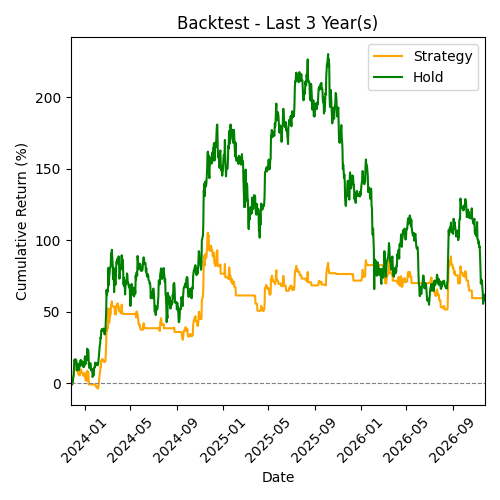 Backtest - Last 3 Year(s)
Strategy
Hold
Cumulative Return (%)
200
150
100
50
0
2024-01
2024-05
2024-09
2025-01
2025-05
2025-09
2026-01
2026-05
2026-09
Date